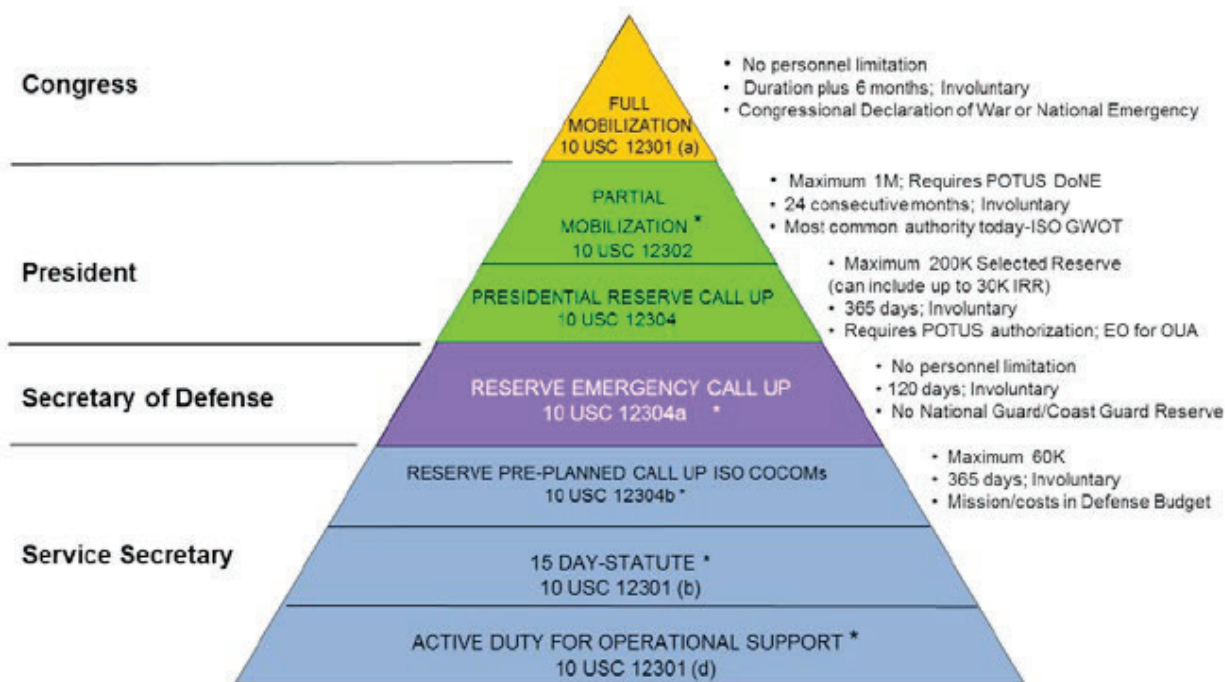 Congress
FULL
MOBILIZATION
10 USC 12301 (a)
• No personnel limitation
• Duration plus 6 months; Involuntary
• Congressional Declaration of War or National Emergency
President
PARTIAL
MOBILIZATION *
10 USC 12302
• Maximum 1M; Requires POTUS DoNE
• 24 consecutive months; Involuntary
• Most common authority today-ISO GWOT
PRESIDENTIAL RESERVE CALL UP
10 USC 12304
• Maximum 200K Selected Reserve
(can include up to 30K IRR)
• 365 days; Involuntary
• Requires POTUS authorization; EO for OUA
Secretary of Defense
RESERVE EMERGENCY CALL UP
10 USC 12304a *
• No personnel limitation
• 120 days; Involuntary
• No National Guard/Coast Guard Reserve
Service Secretary
RESERVE PRE-PLANNED CALL UP ISO COCOMs
10 USC 12304b *
• Maximum 60K
• 365 days; Involuntary
• Mission/costs in Defense Budget
15 DAY-STATUTE *
10 USC 12301 (b)
ACTIVE DUTY FOR OPERATIONAL SUPPORT *
10 USC 12301 (d)